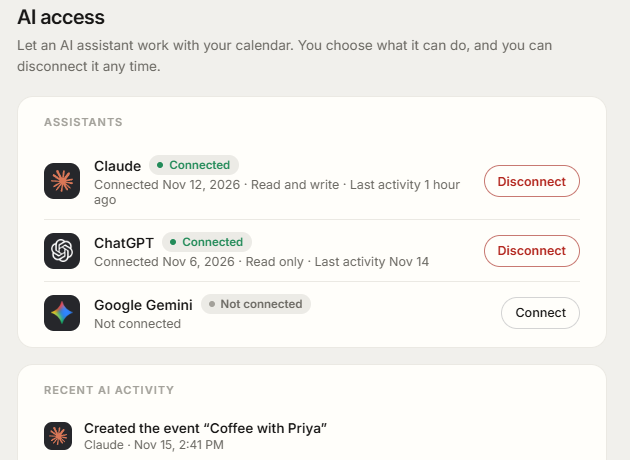 AI access
Let an AI assistant work with your calendar. You choose what it can do, and you can
disconnect it any time.
ASSISTANTS
Claude Connected
Connected Nov 12, 2026 · Read and write · Last activity 1 hour
ago
Disconnect
ChatGPT Connected
Connected Nov 6, 2026 · Read only · Last activity Nov 14
Disconnect
Google Gemini Not connected
Not connected
Connect
RECENT AI ACTIVITY
Created the event “Coffee with Priya”
Claude · Nov 15, 2:41 PM